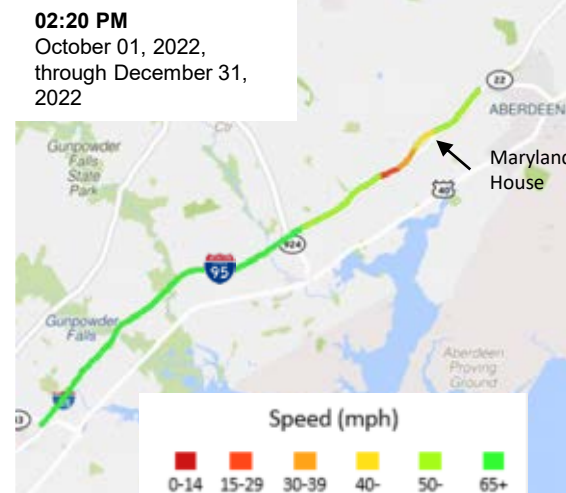 02:20 PM
October 01, 2022,
through December 31,
2022
22
ABERDEEN
Gunpowder
Falls
State
Park
Maryland
House
40
924
95
Gunpowder
Falls
Aberdeen
Proving
Ground
Speed (mph)
0-14 15-29 30-39 40- 50- 65+